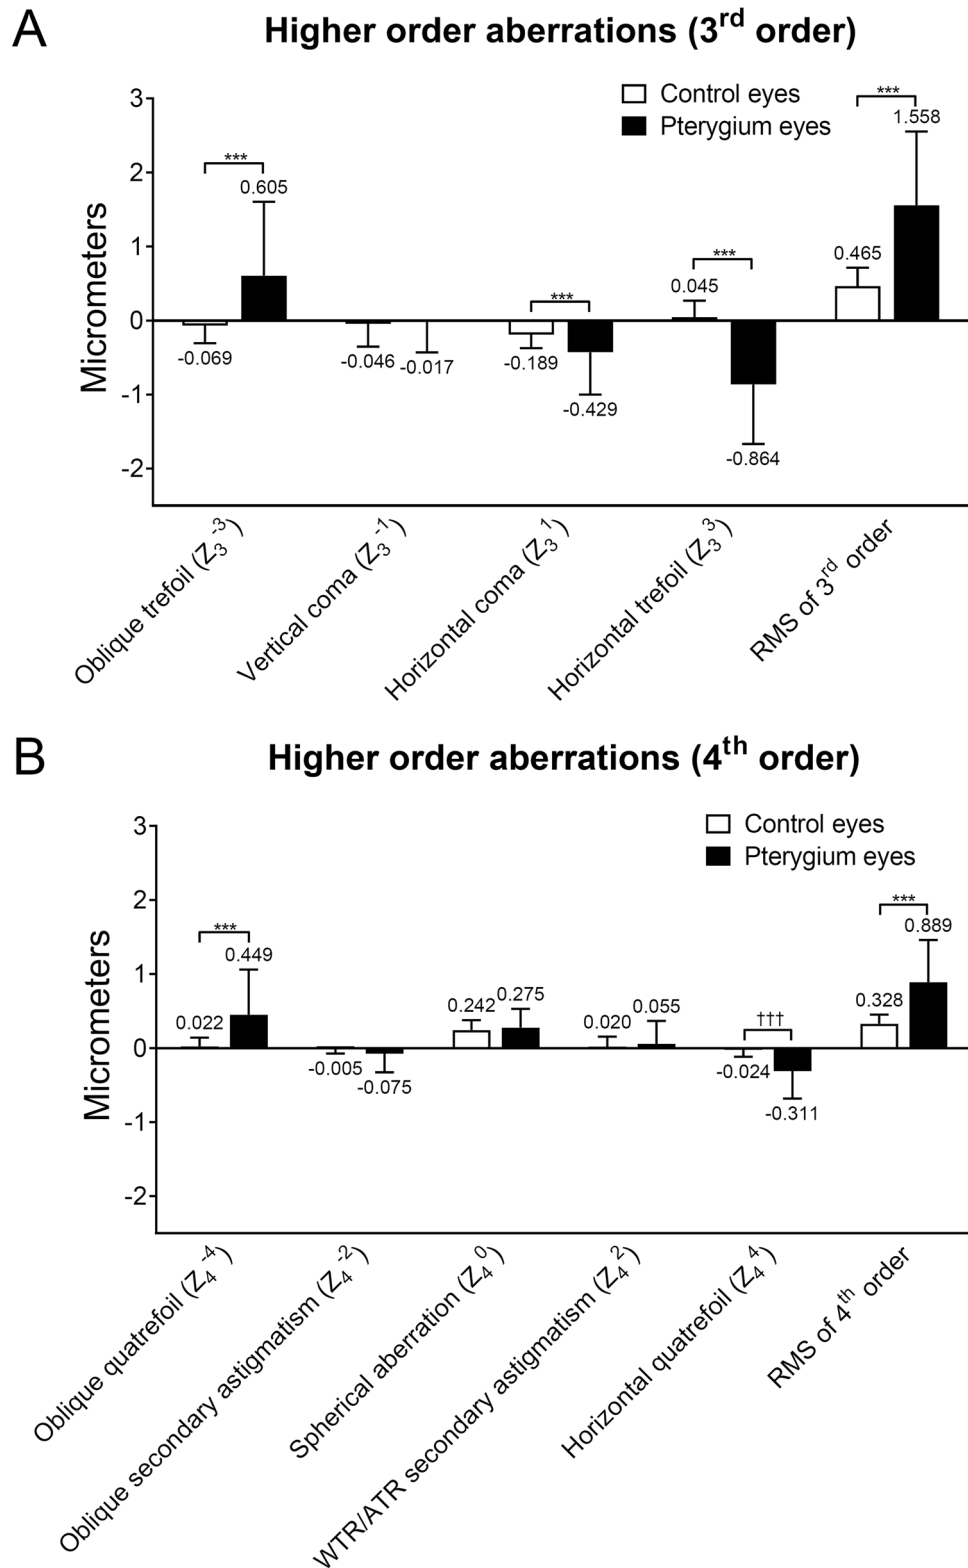 A
Higher order aberrations (3rd order)
Control eyes
Pterygium eyes
Micrometers
3
2
1
0
-1
-2
***
0.605
-0.069
-0.046
-0.017
***
-0.189
-0.429
***
0.045
-0.864
***
1.558
0.465
Oblique trefoil (Z3-3)
Vertical coma (Z3-1)
Horizontal coma (Z31)
Horizontal trefoil (Z33)
RMS of 3rd order
B
Higher order aberrations (4th order)
Control eyes
Pterygium eyes
Micrometers
3
2
1
0
-1
-2
***
0.449
0.022
-0.005
-0.075
0.242
0.275
0.020
0.055
†††
-0.024
-0.311
***
0.889
0.328
Oblique quatrefoil (Z4-4)
Oblique secondary astigmatism (Z4-2)
Spherical aberration (Z40)
WTR/ATR secondary astigmatism (Z42)
Horizontal quatrefoil (Z44)
RMS of 4th order